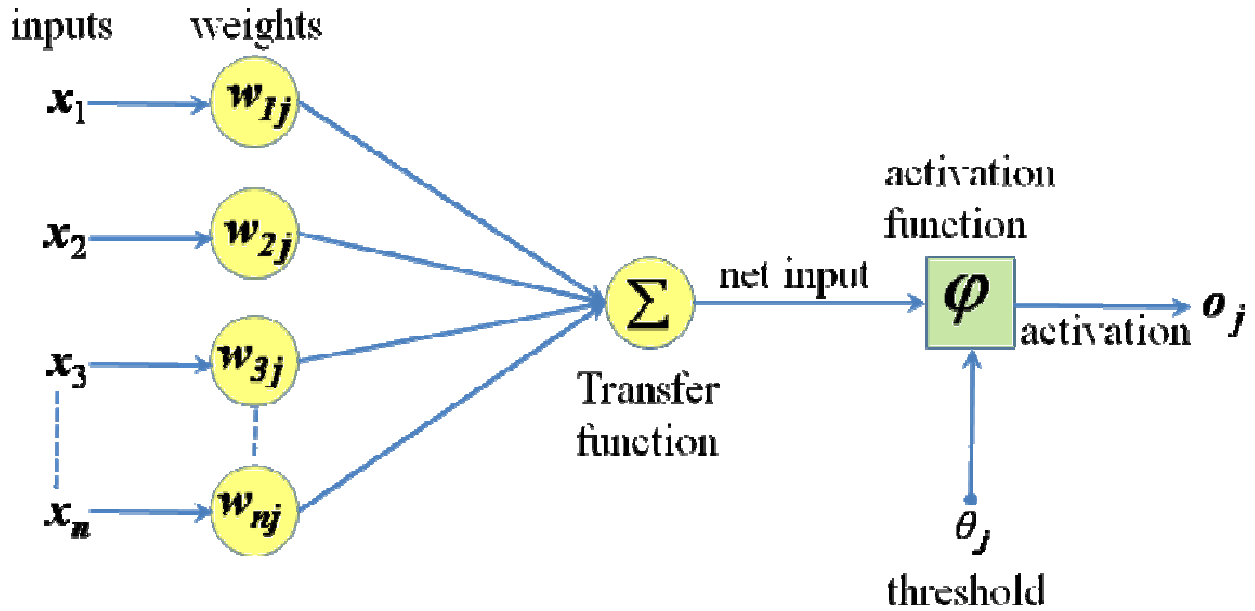 inputs weights
x₁ w₁ⱼ
x₂ w₂ⱼ
x₃ w₃ⱼ
xₙ wₙⱼ
Σ
Transfer
function
net input
activation
function
φ
activation
oⱼ
θⱼ
threshold